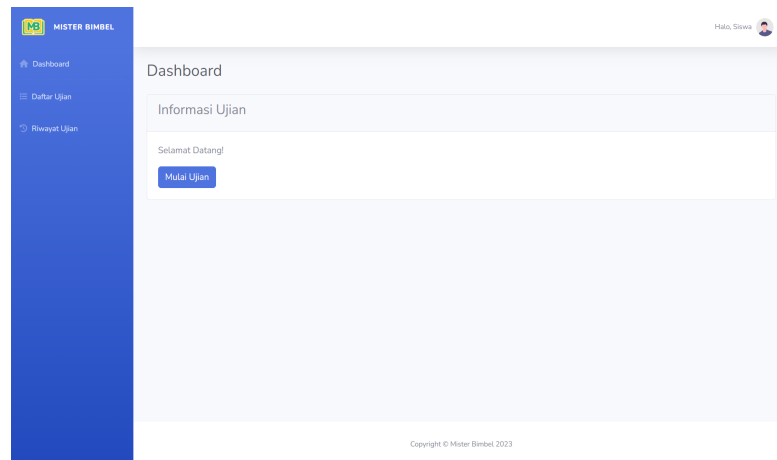 MB MISTER BIMBEL
Halo, Siswa
Dashboard
Daftar Ujian
Riwayat Ujian
Dashboard
Informasi Ujian
Selamat Datang!
Mulai Ujian
Copyright © Mister Bimbel 2023